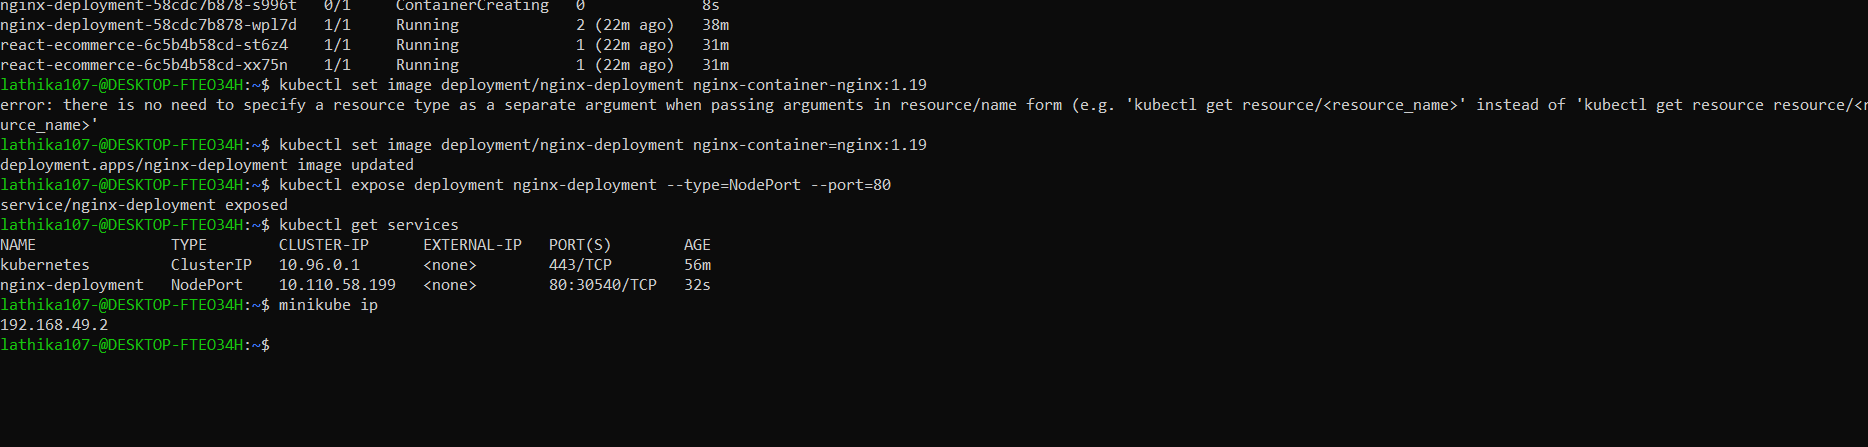 nginx-deployment-58cdc7b878-s996t   0/1     ContainerCreating   0             8s
nginx-deployment-58cdc7b878-wpl7d   1/1     Running             2 (22m ago)   38m
react-ecommerce-6c5b4b58cd-st6z4    1/1     Running             1 (22m ago)   31m
react-ecommerce-6c5b4b58cd-xx75n    1/1     Running             1 (22m ago)   31m
lathika107-@DESKTOP-FTEO34H:~$ kubectl set image deployment/nginx-deployment nginx-container-nginx:1.19
error: there is no need to specify a resource type as a separate argument when passing arguments in resource/name form (e.g. 'kubectl get resource/<resource_name>' instead of 'kubectl get resource resource/<r
urce_name>'
lathika107-@DESKTOP-FTEO34H:~$ kubectl set image deployment/nginx-deployment nginx-container=nginx:1.19
deployment.apps/nginx-deployment image updated
lathika107-@DESKTOP-FTEO34H:~$ kubectl expose deployment nginx-deployment --type=NodePort --port=80
service/nginx-deployment exposed
lathika107-@DESKTOP-FTEO34H:~$ kubectl get services
NAME               TYPE        CLUSTER-IP      EXTERNAL-IP   PORT(S)        AGE
kubernetes         ClusterIP   10.96.0.1       <none>        443/TCP        56m
nginx-deployment   NodePort    10.110.58.199   <none>        80:30540/TCP   32s
lathika107-@DESKTOP-FTEO34H:~$ minikube ip
192.168.49.2
lathika107-@DESKTOP-FTEO34H:~$